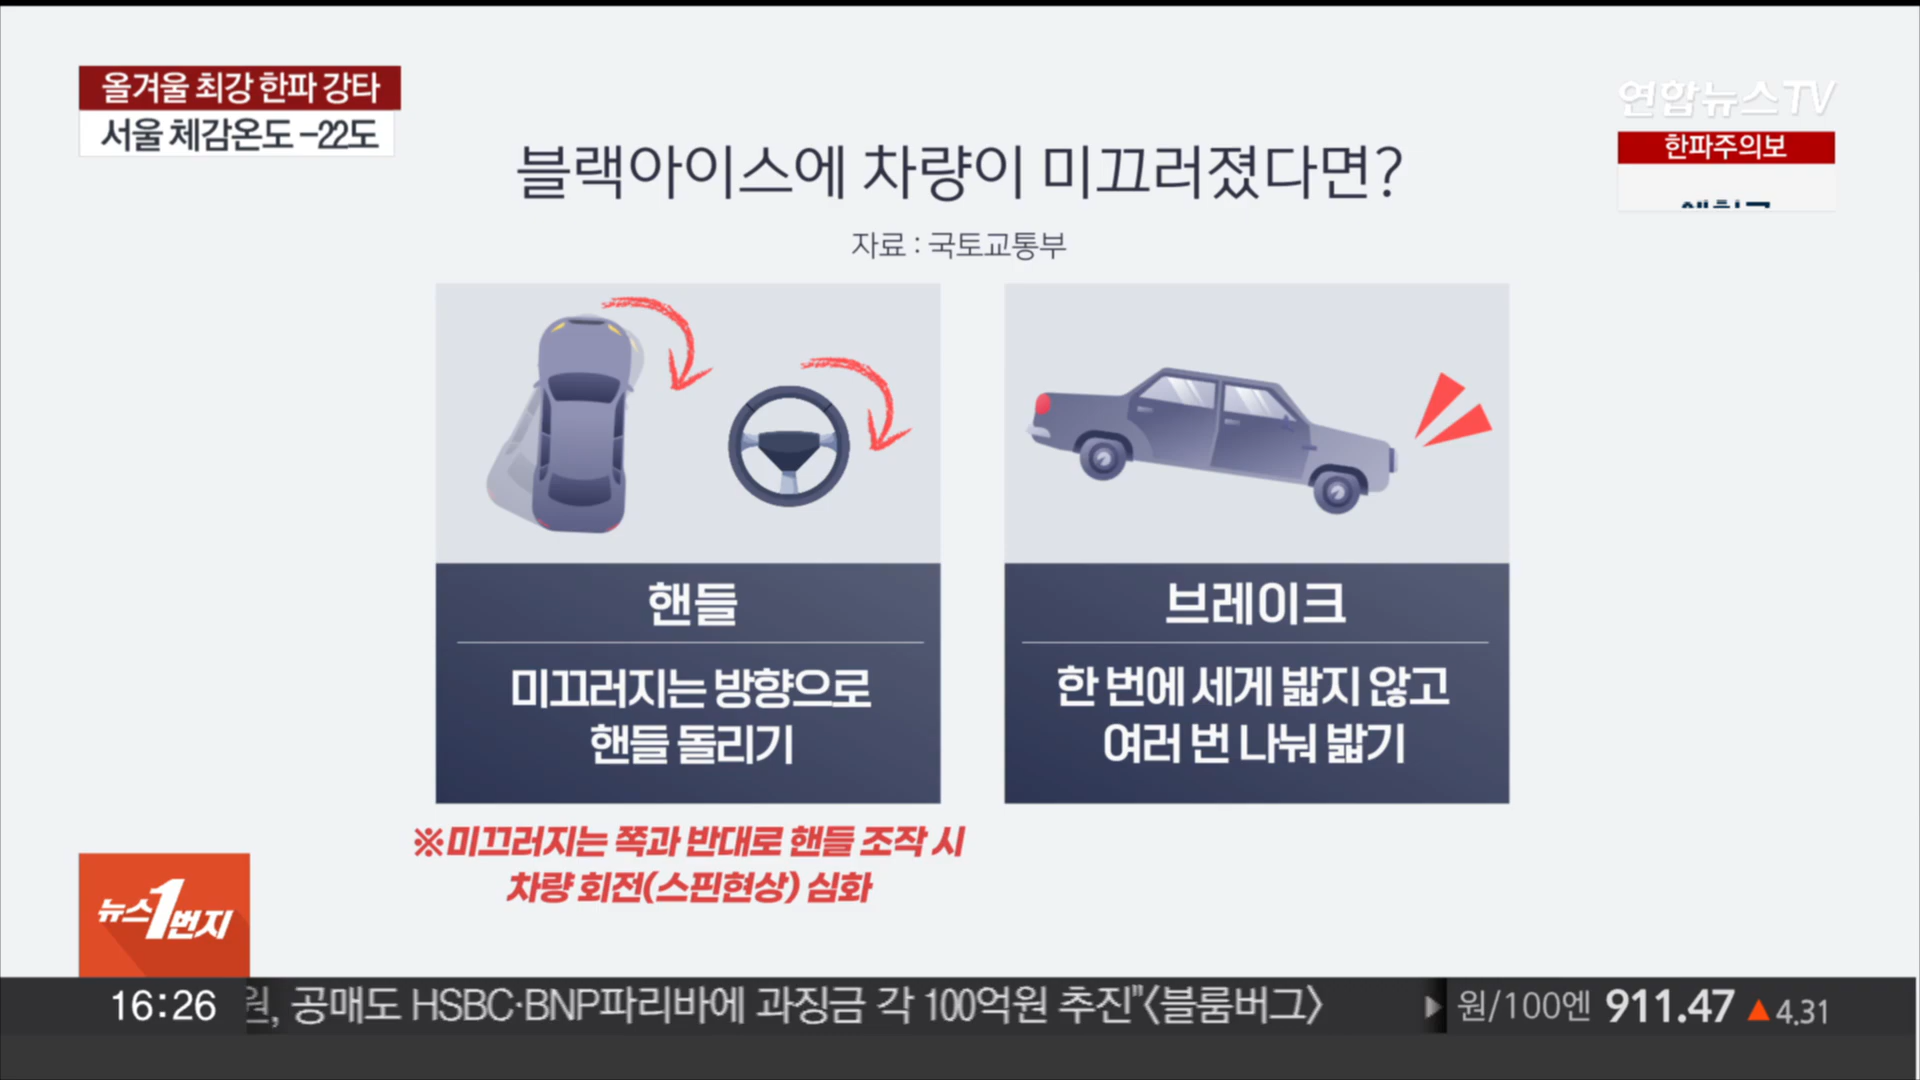 올겨울 최강 한파 강타
서울 체감온도 -22도
연합뉴스TV
한파주의보
블랙아이스에 차량이 미끄러졌다면?
자료 : 국토교통부
핸들
미끄러지는 방향으로
핸들 돌리기
브레이크
한 번에 세게 밟지 않고
여러 번 나눠 밟기
※미끄러지는 쪽과 반대로 핸들 조작 시
차량 회전(스핀현상) 심화
뉴스1번지
16:26
원, 공매도 HSBC·BNP파리바에 과징금 각 100억원 추진"<블룸버그>
원/100엔 911.47 ▲4.31